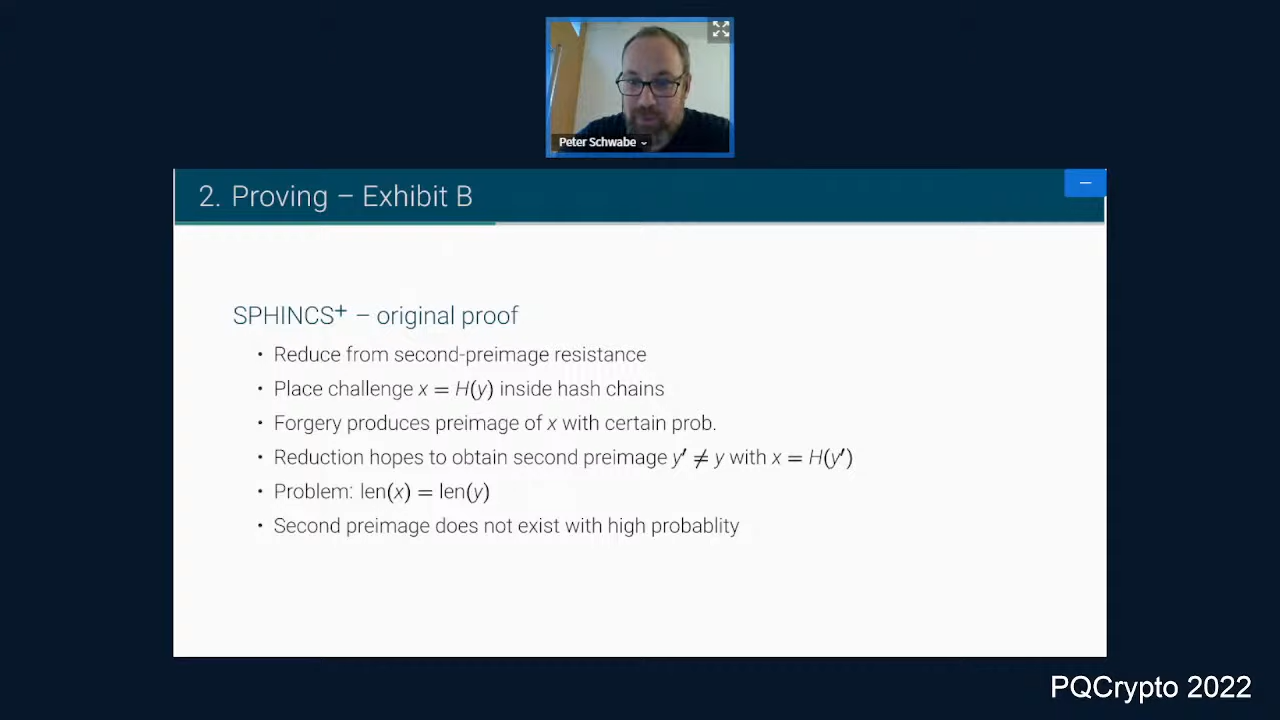 Peter Schwabe
2. Proving – Exhibit B
SPHINCS⁺ – original proof
• Reduce from second-preimage resistance
• Place challenge x = H(y) inside hash chains
• Forgery produces preimage of x with certain prob.
• Reduction hopes to obtain second preimage y′ ≠ y with x = H(y′)
• Problem: len(x) = len(y)
• Second preimage does not exist with high probablity
PQCrypto 2022